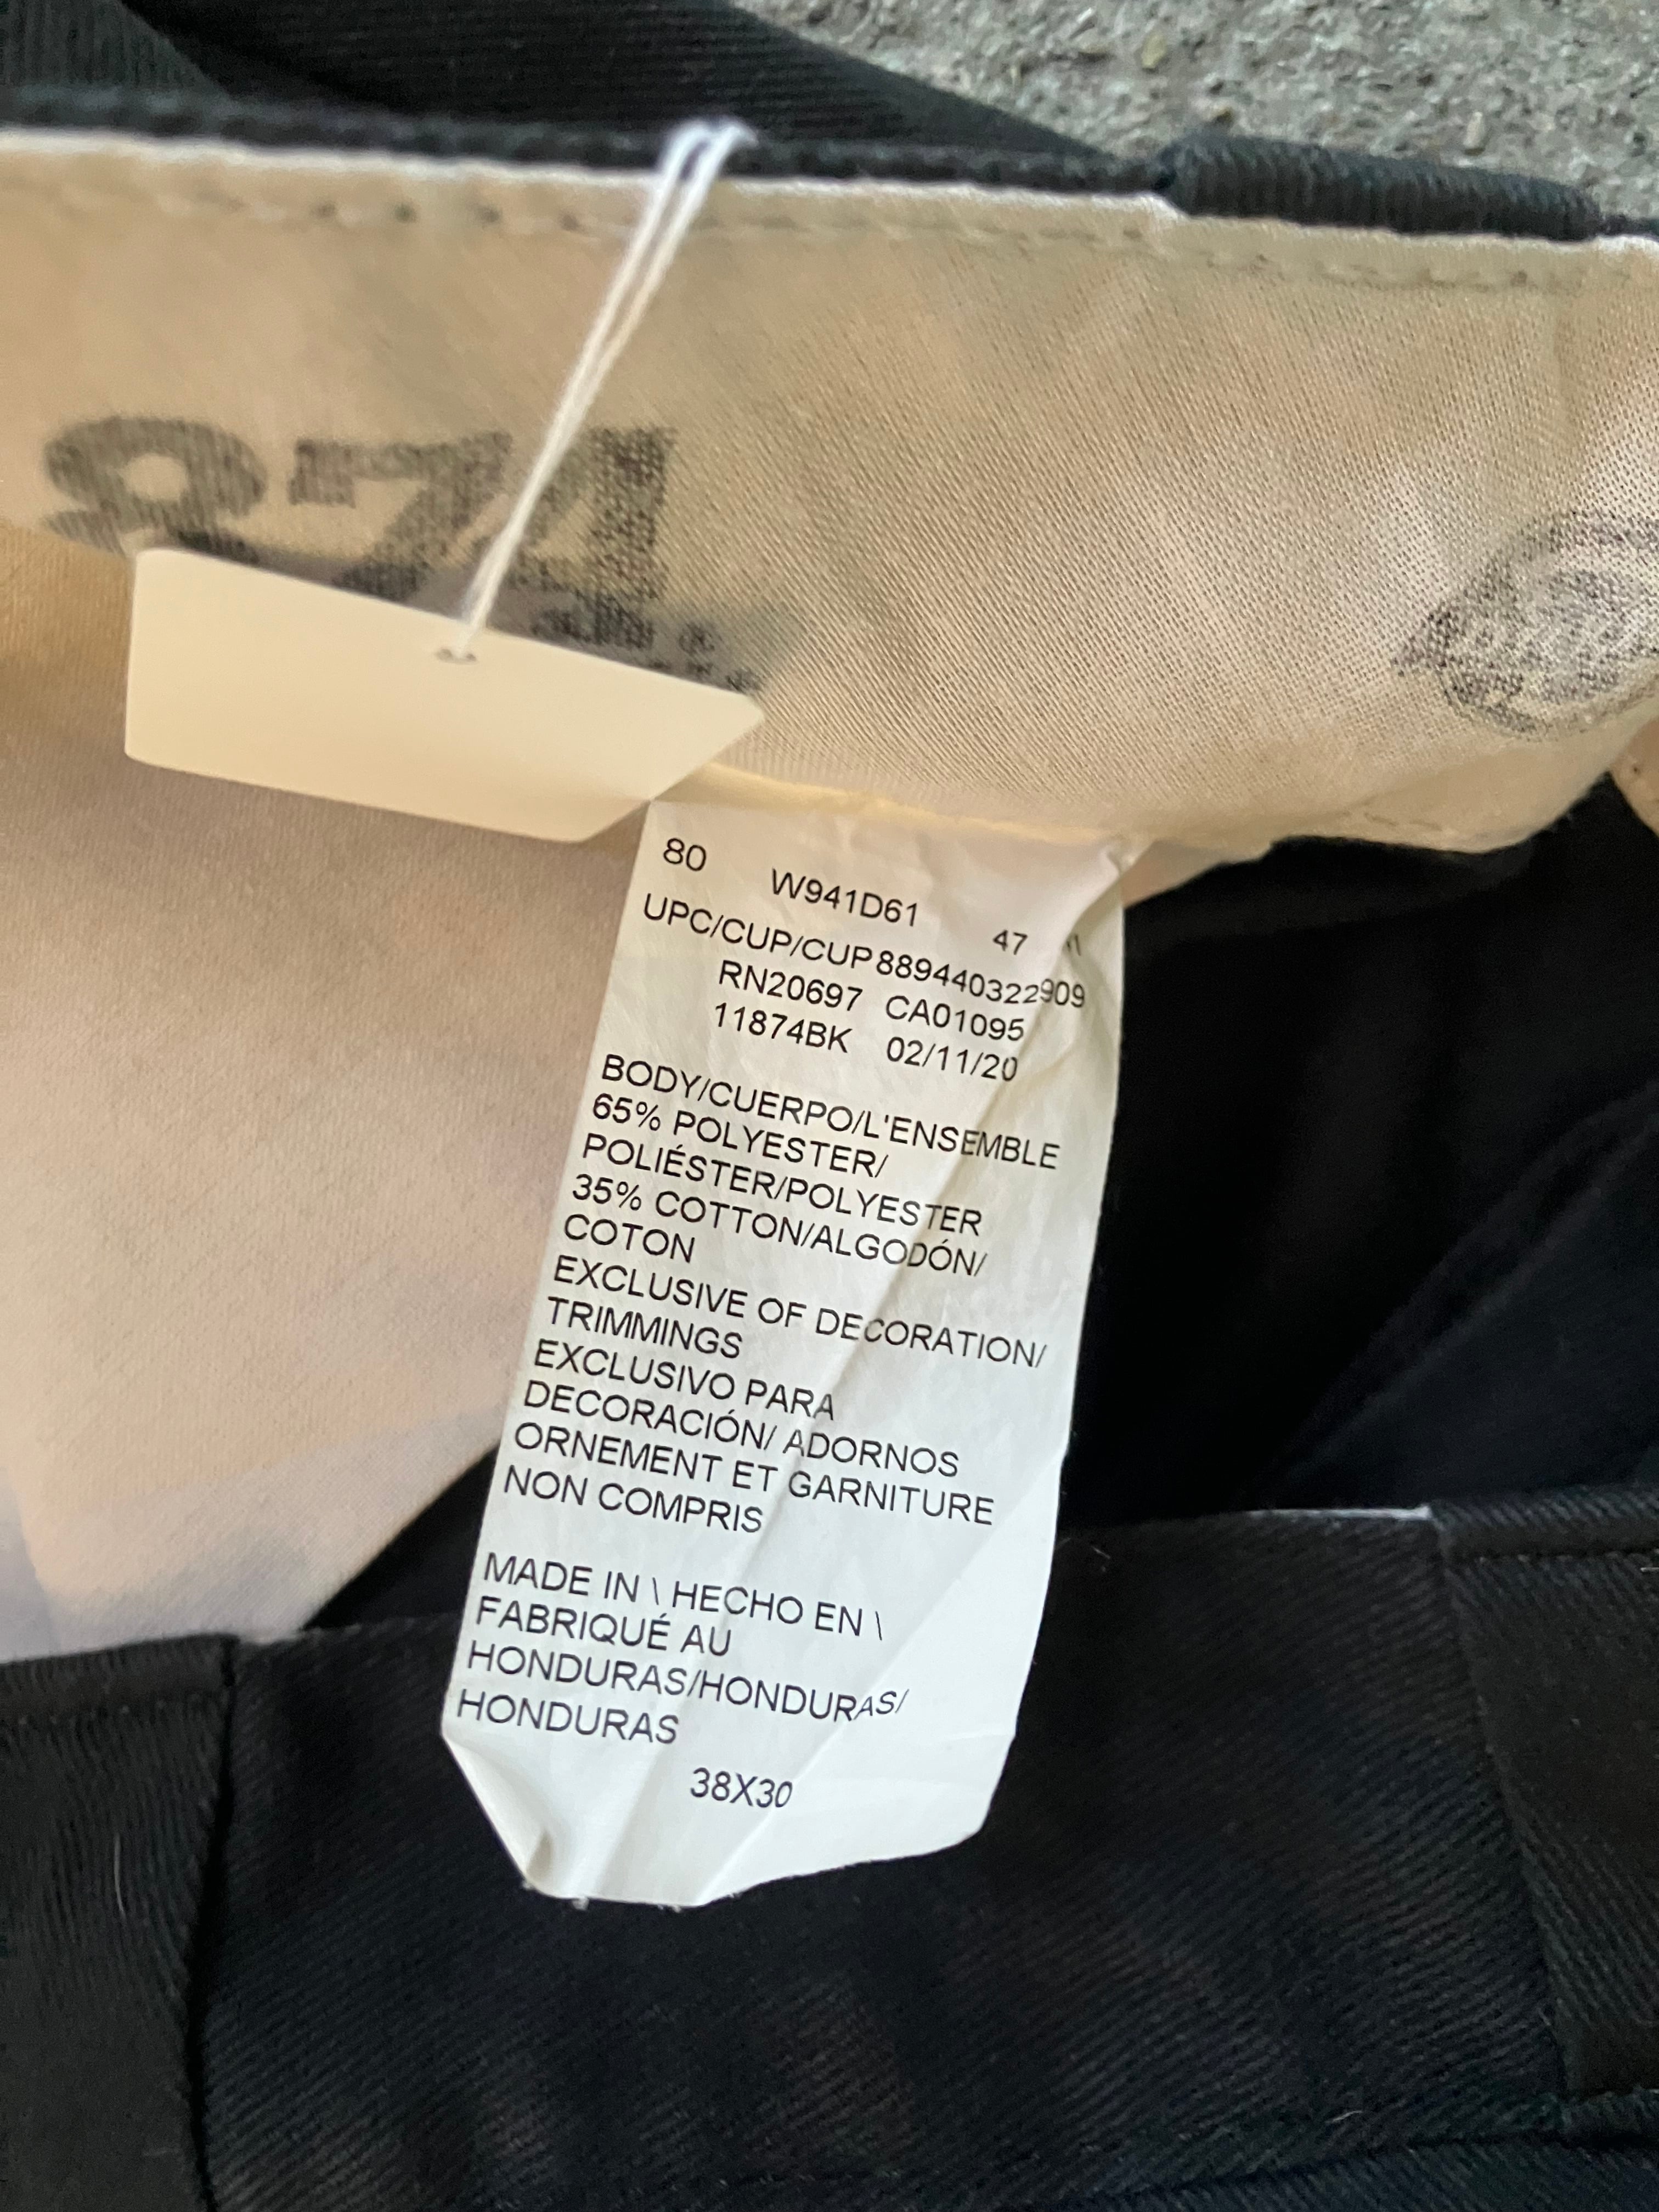 874
80 W941D61 47
UPC/CUP/CUP 889440322909
RN20697 CA01095
11874BK 02/11/20
BODY/CUERPO/L'ENSEMBLE
65% POLYESTER/
POLIÉSTER/POLYESTER
35% COTTON/ALGODÓN/
COTON
EXCLUSIVE OF DECORATION/
TRIMMINGS
EXCLUSIVO PARA
DECORACIÓN/ ADORNOS
ORNEMENT ET GARNITURE
NON COMPRIS
MADE IN \ HECHO EN \
FABRIQUÉ AU
HONDURAS/HONDURAS/
HONDURAS
38X30